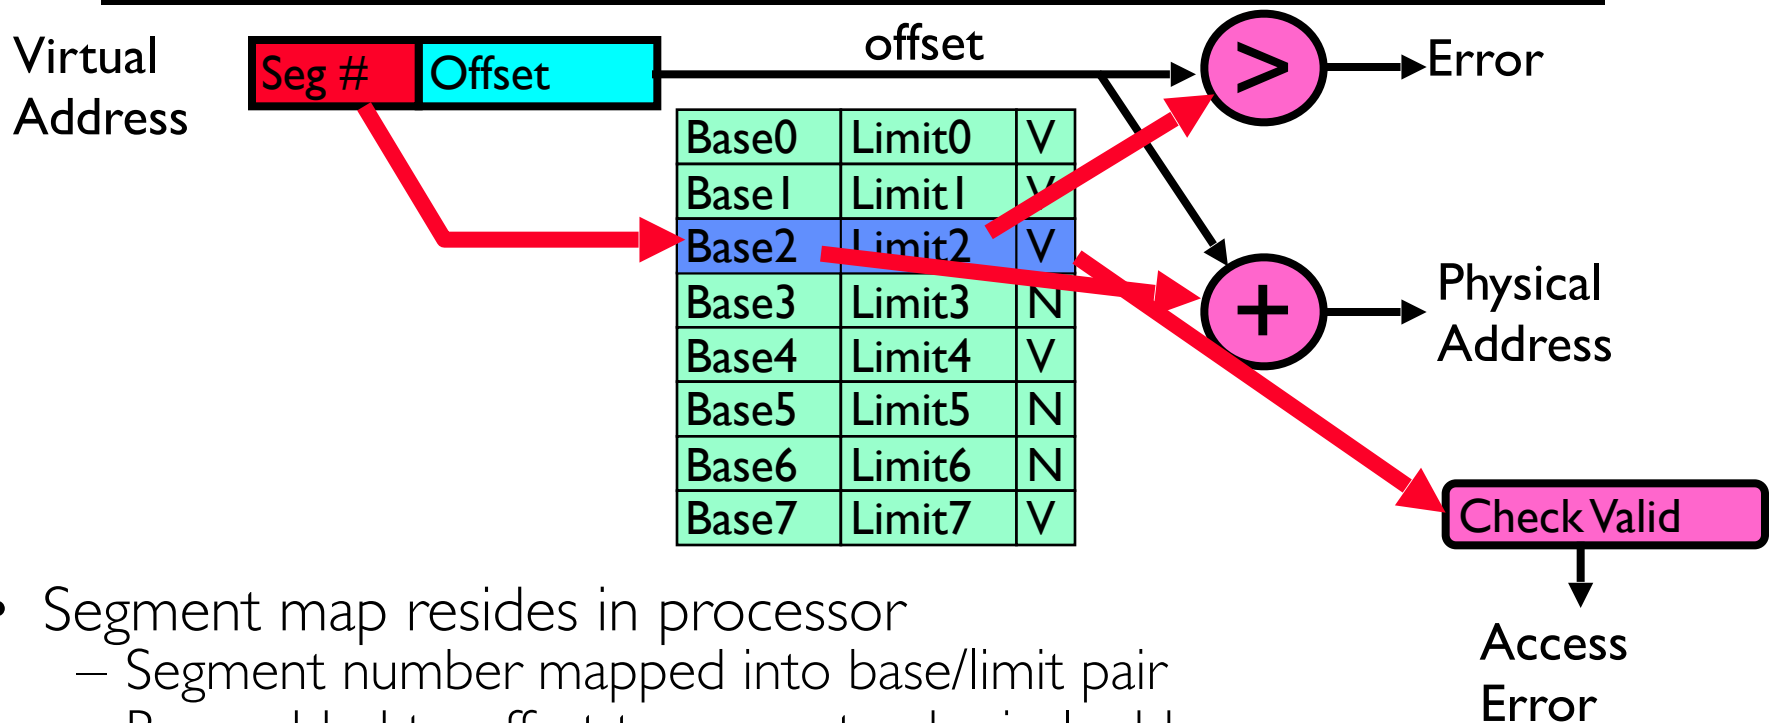 Virtual
Address
Seg # Offset
offset
>
Error
Base0 Limit0 V
Base1 Limit1 V
Base2 Limit2 V
Base3 Limit3 N
Base4 Limit4 V
Base5 Limit5 N
Base6 Limit6 N
Base7 Limit7 V
+
Physical
Address
Check Valid
Access
Error
• Segment map resides in processor
– Segment number mapped into base/limit pair